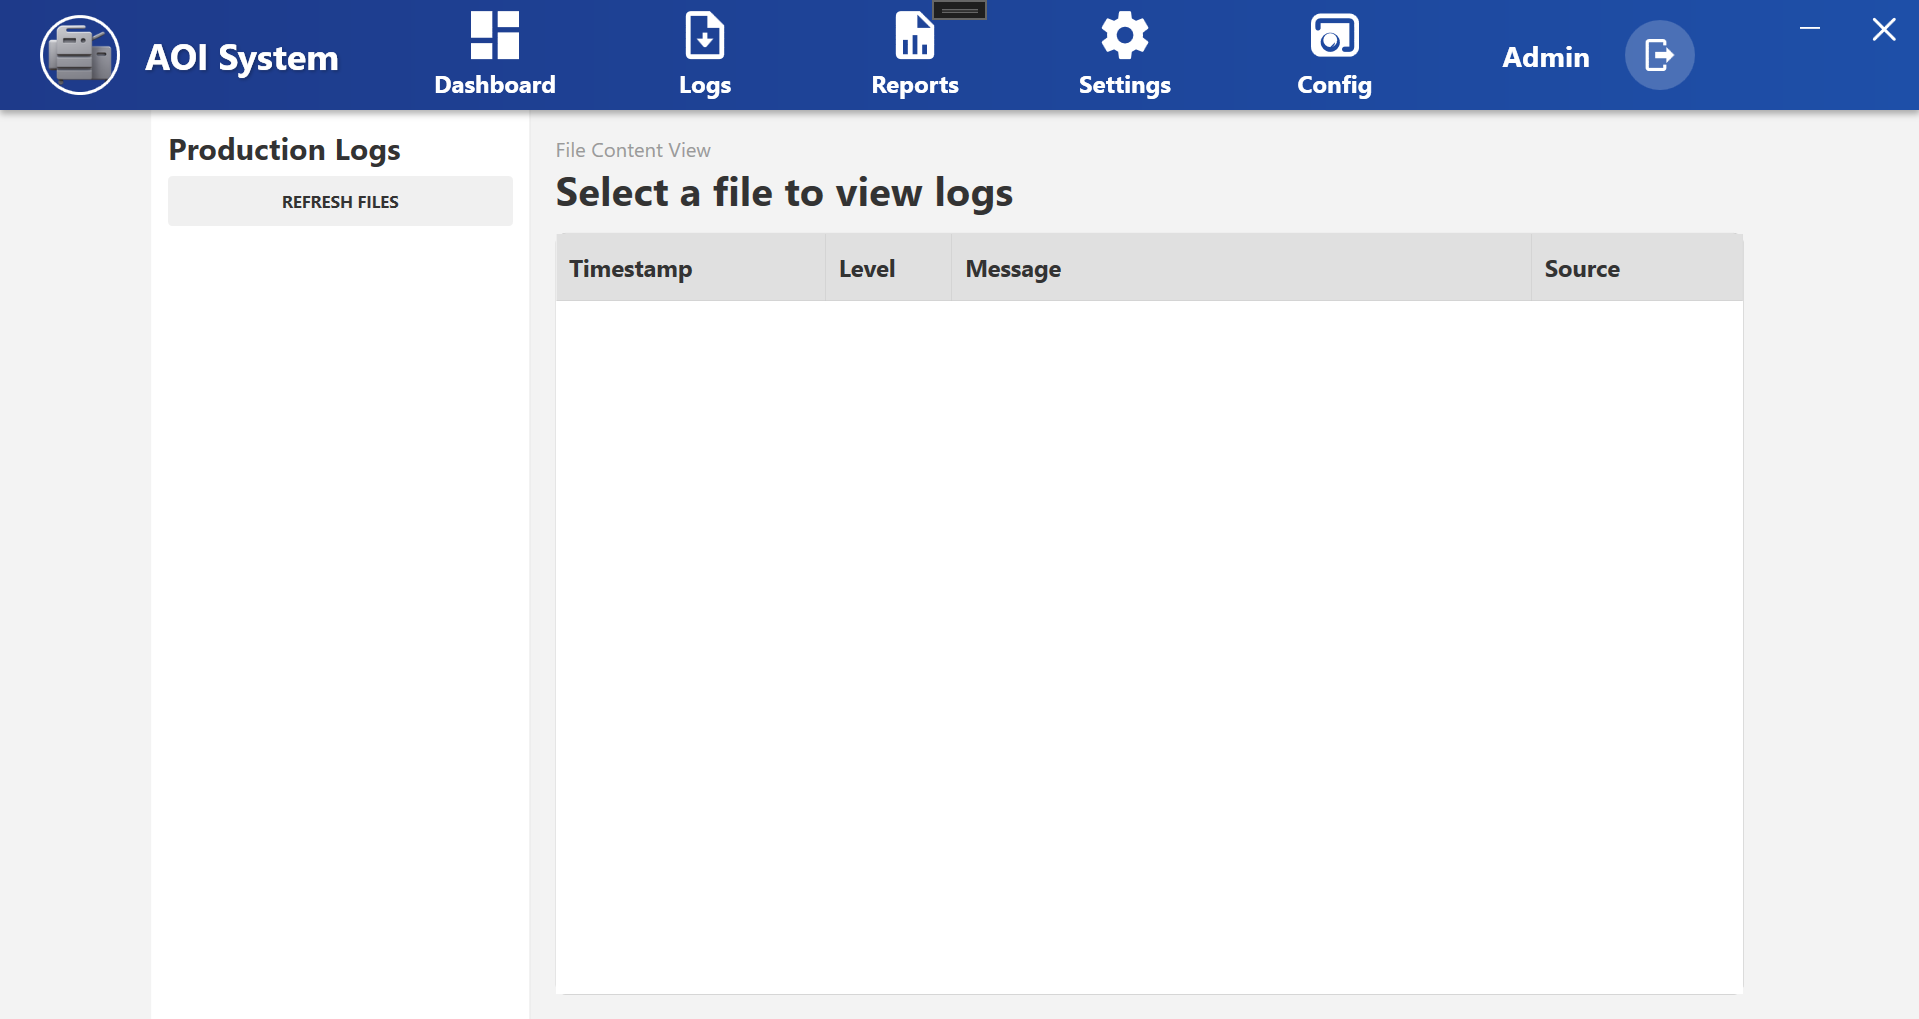 AOI System
Dashboard
Logs
Reports
Settings
Config
Admin
Production Logs
REFRESH FILES
File Content View
Select a file to view logs
Timestamp Level Message Source